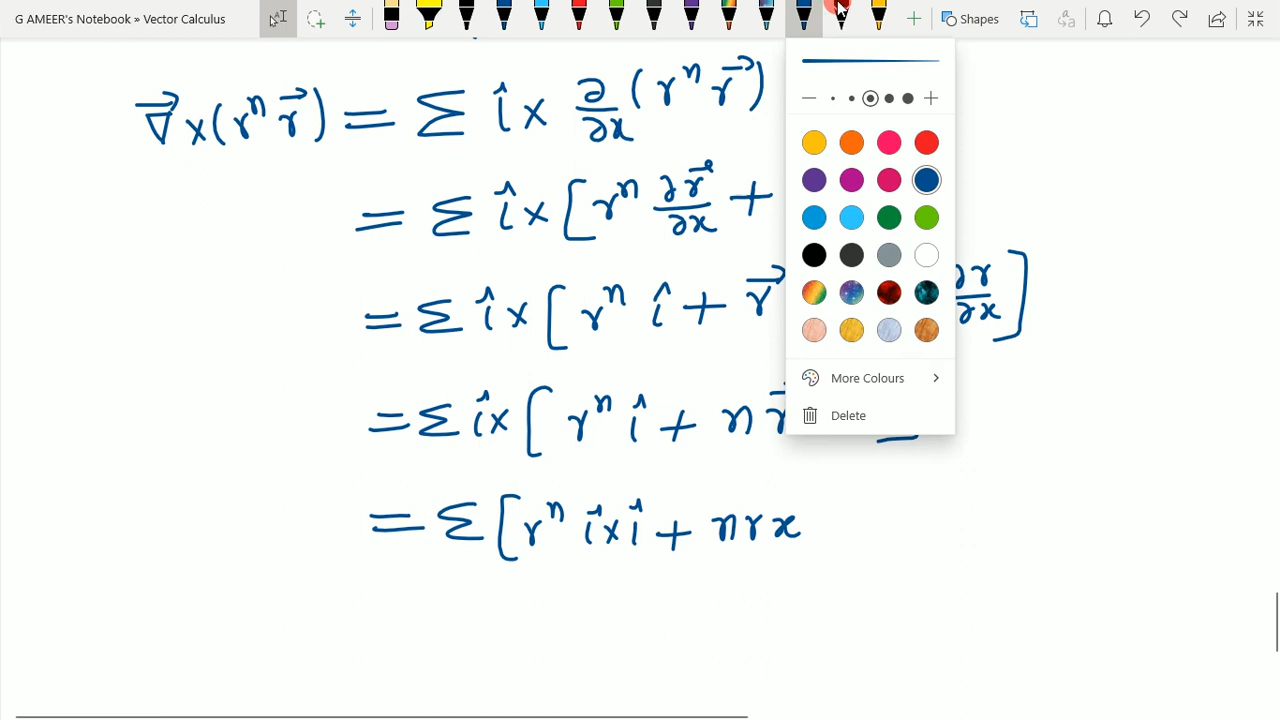 G AMEER's Notebook » Vector Calculus
Shapes
∇⃗×(rⁿ r⃗) = Σ î× ∂/∂x (rⁿ r⃗)
= Σ î×[rⁿ ∂r⃗/∂x +
= Σ î×[ rⁿ î + r⃗ ∂r/∂x ]
= Σ î×[ rⁿ î + n r⃗
= Σ [rⁿ î×î + n r x
More Colours
Delete